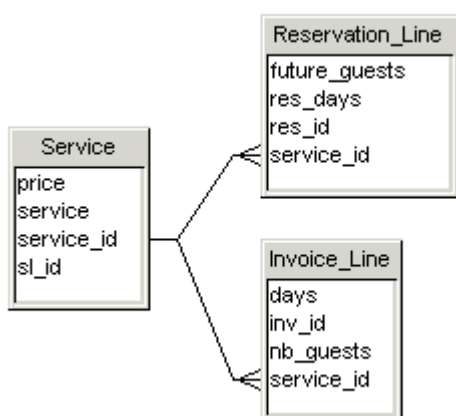 Reservation_Line
future_guests
res_days
res_id
service_id
Service
price
service
service_id
sl_id
Invoice_Line
days
inv_id
nb_guests
service_id